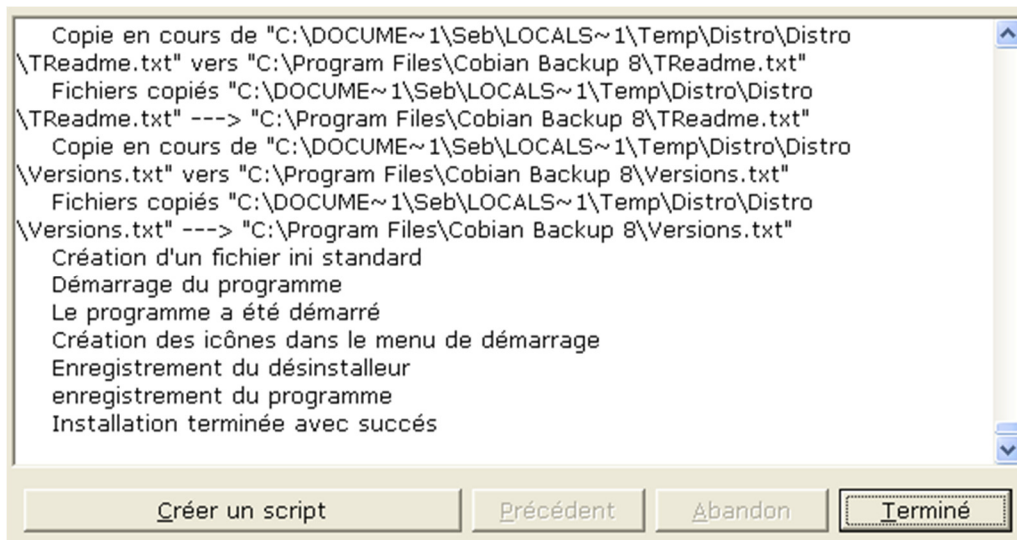 Copie en cours de "C:\DOCUME~1\Seb\LOCALS~1\Temp\Distro\Distro
\TReadme.txt" vers "C:\Program Files\Cobian Backup 8\TReadme.txt"
Fichiers copiés "C:\DOCUME~1\Seb\LOCALS~1\Temp\Distro\Distro
\TReadme.txt" ---> "C:\Program Files\Cobian Backup 8\TReadme.txt"
Copie en cours de "C:\DOCUME~1\Seb\LOCALS~1\Temp\Distro\Distro
\Versions.txt" vers "C:\Program Files\Cobian Backup 8\Versions.txt"
Fichiers copiés "C:\DOCUME~1\Seb\LOCALS~1\Temp\Distro\Distro
\Versions.txt" ---> "C:\Program Files\Cobian Backup 8\Versions.txt"
Création d'un fichier ini standard
Démarrage du programme
Le programme a été démarré
Création des icônes dans le menu de démarrage
Enregistrement du désinstalleur
enregistrement du programme
Installation terminée avec succés
Créer un script Précédent Abandon Terminé